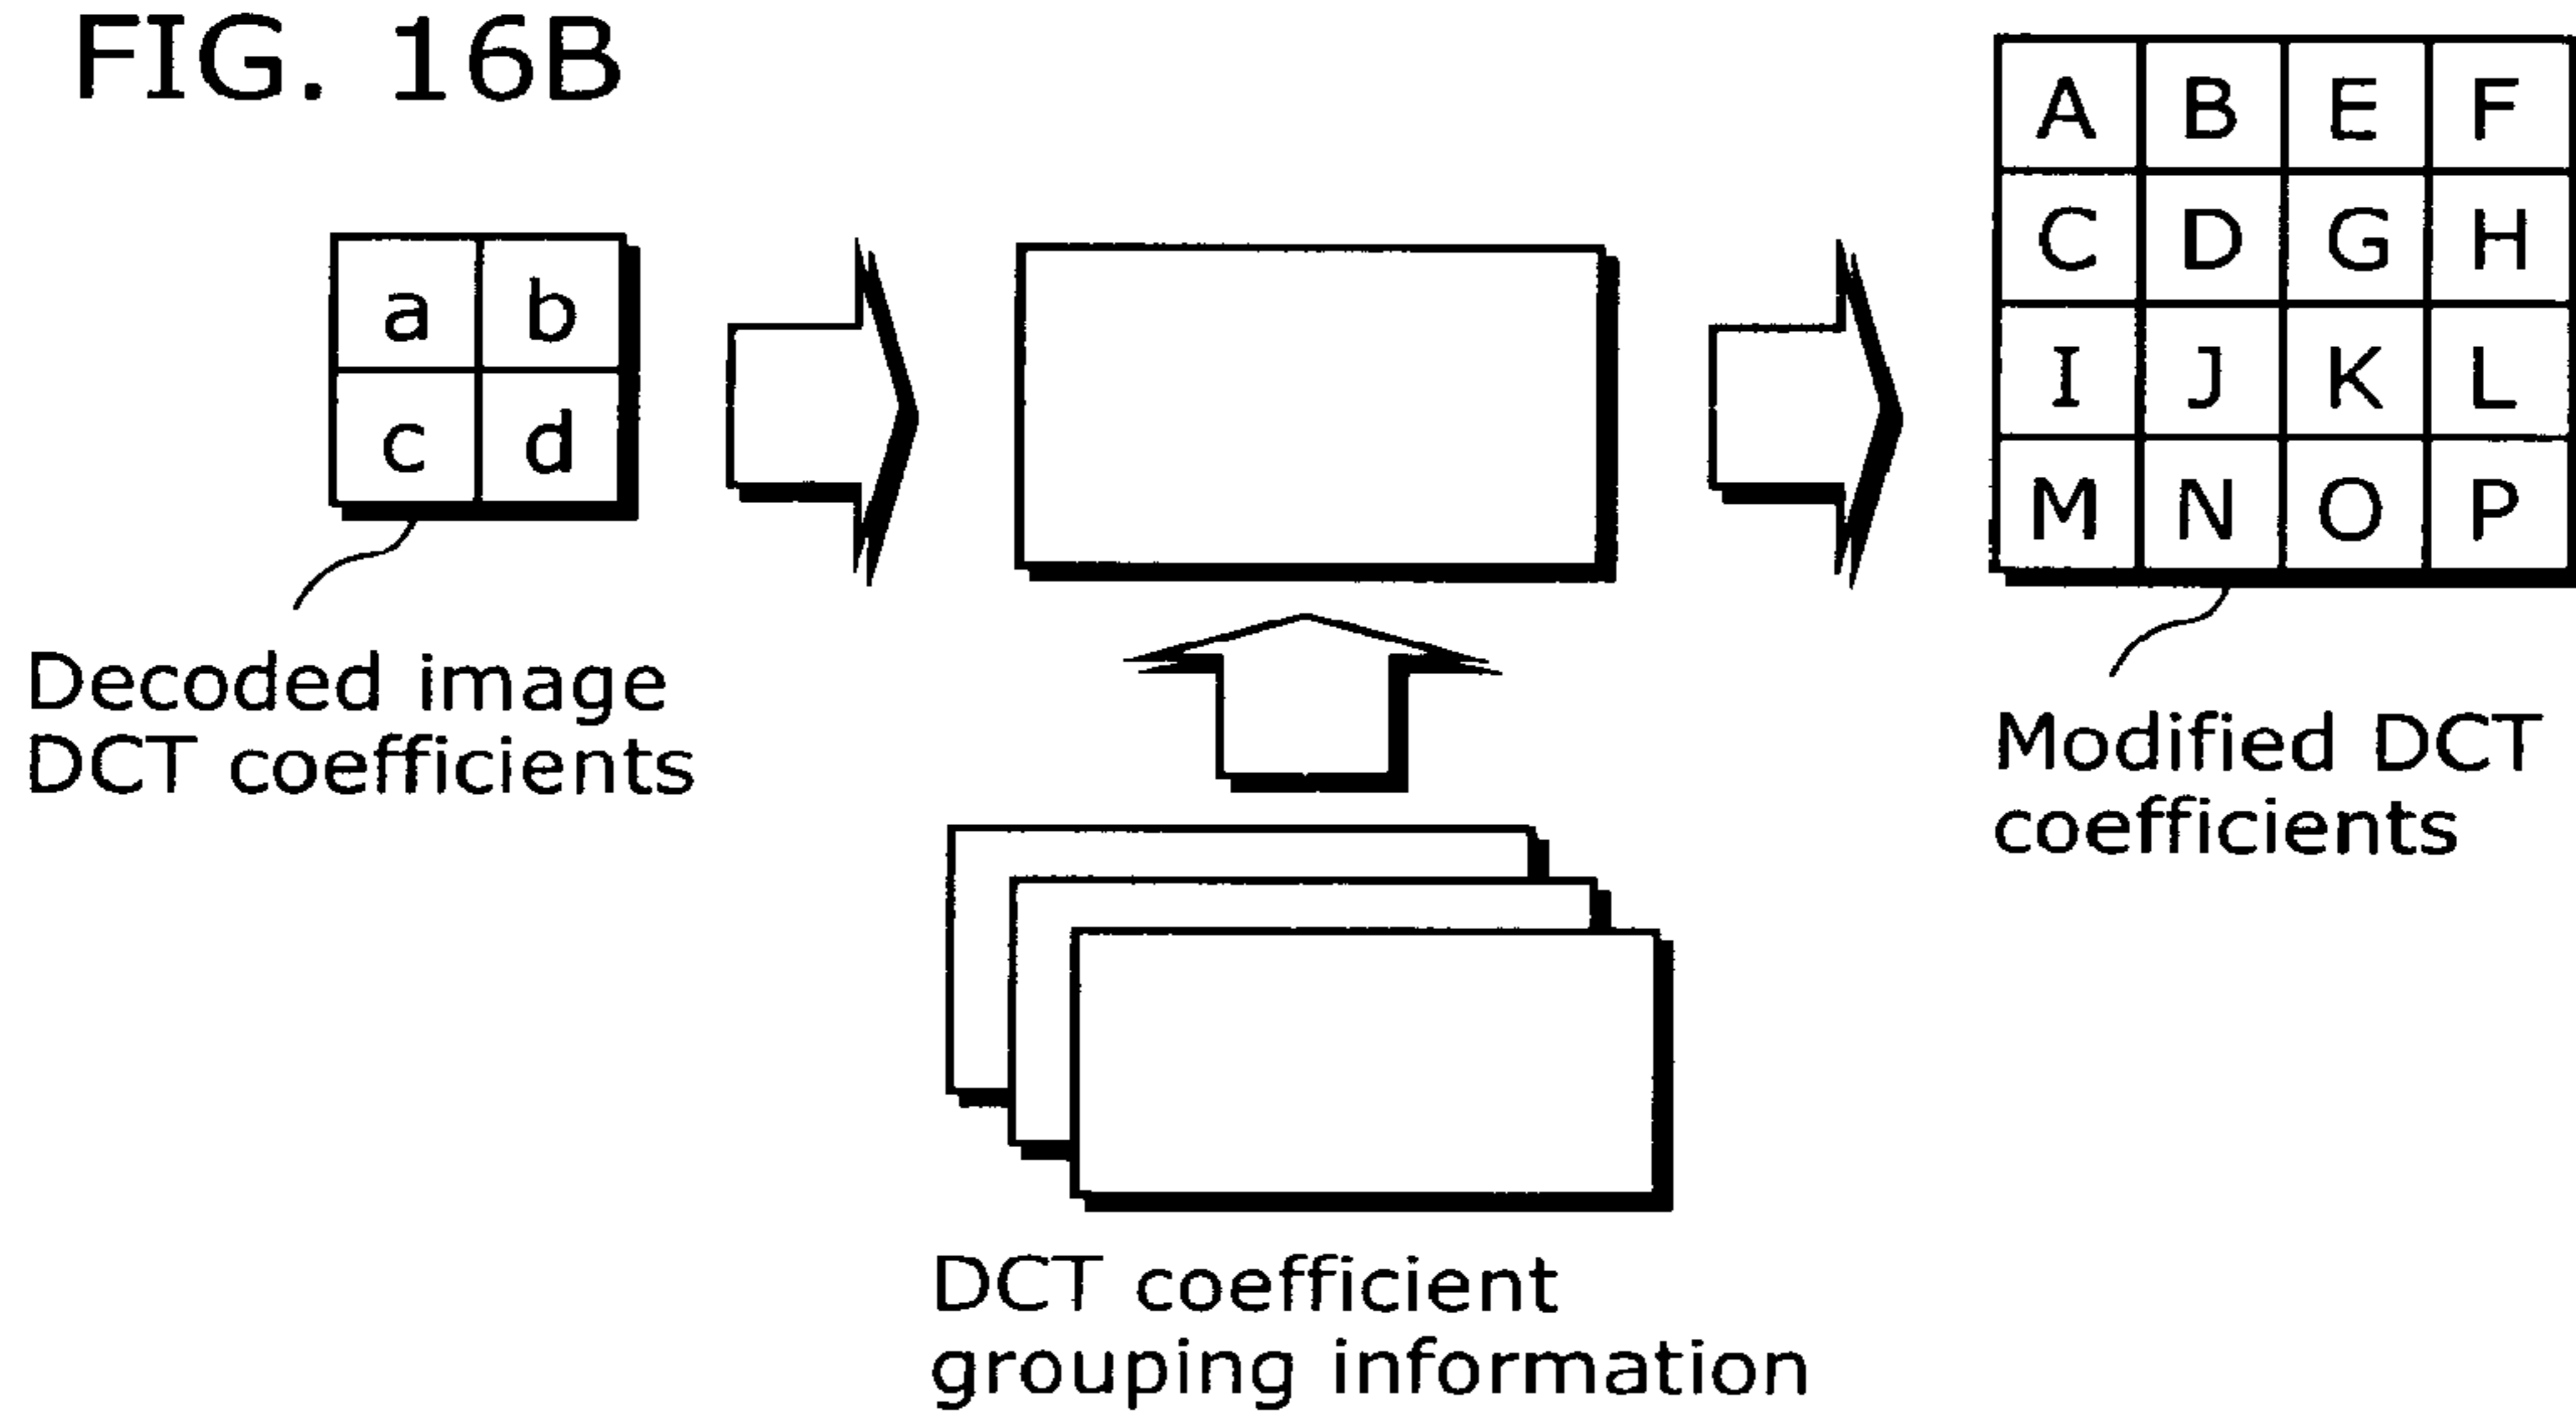 FIG. 16B
a b
c d
A B E F
C D G H
I J K L
M N O P
Decoded image
DCT coefficients
Modified DCT
coefficients
DCT coefficient
grouping information